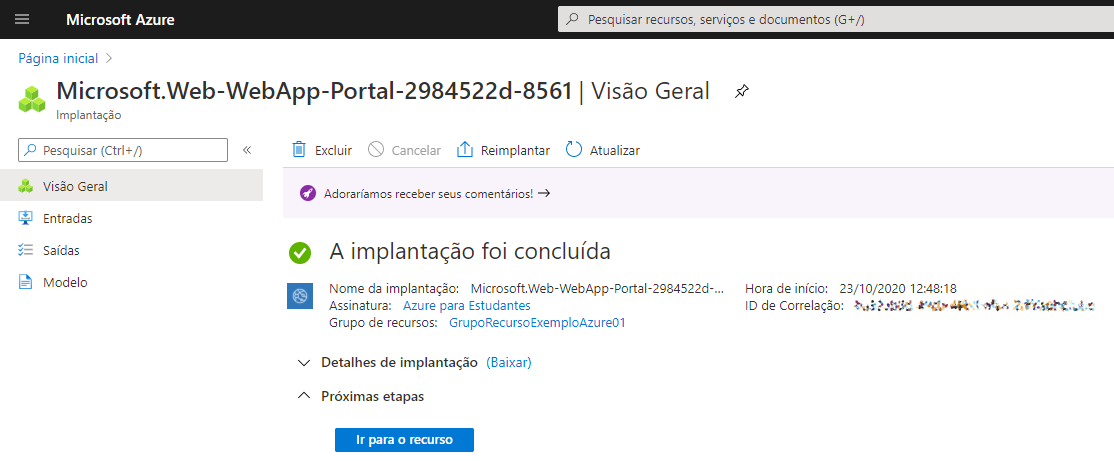 Microsoft Azure
Pesquisar recursos, serviços e documentos (G+/)
Página inicial
Microsoft.Web-WebApp-Portal-2984522d-8561 | Visão Geral
Implantação
Pesquisar (Ctrl+/)
Visão Geral
Entradas
Saídas
Modelo
Excluir
Cancelar
Reimplantar
Atualizar
Adoraríamos receber seus comentários! →
A implantação foi concluída
Nome da implantação: Microsoft.Web-WebApp-Portal-2984522d-...
Assinatura: Azure para Estudantes
Grupo de recursos: GrupoRecursoExemploAzure01
Hora de início: 23/10/2020 12:48:18
ID de Correlação:
Detalhes de implantação (Baixar)
Próximas etapas
Ir para o recurso